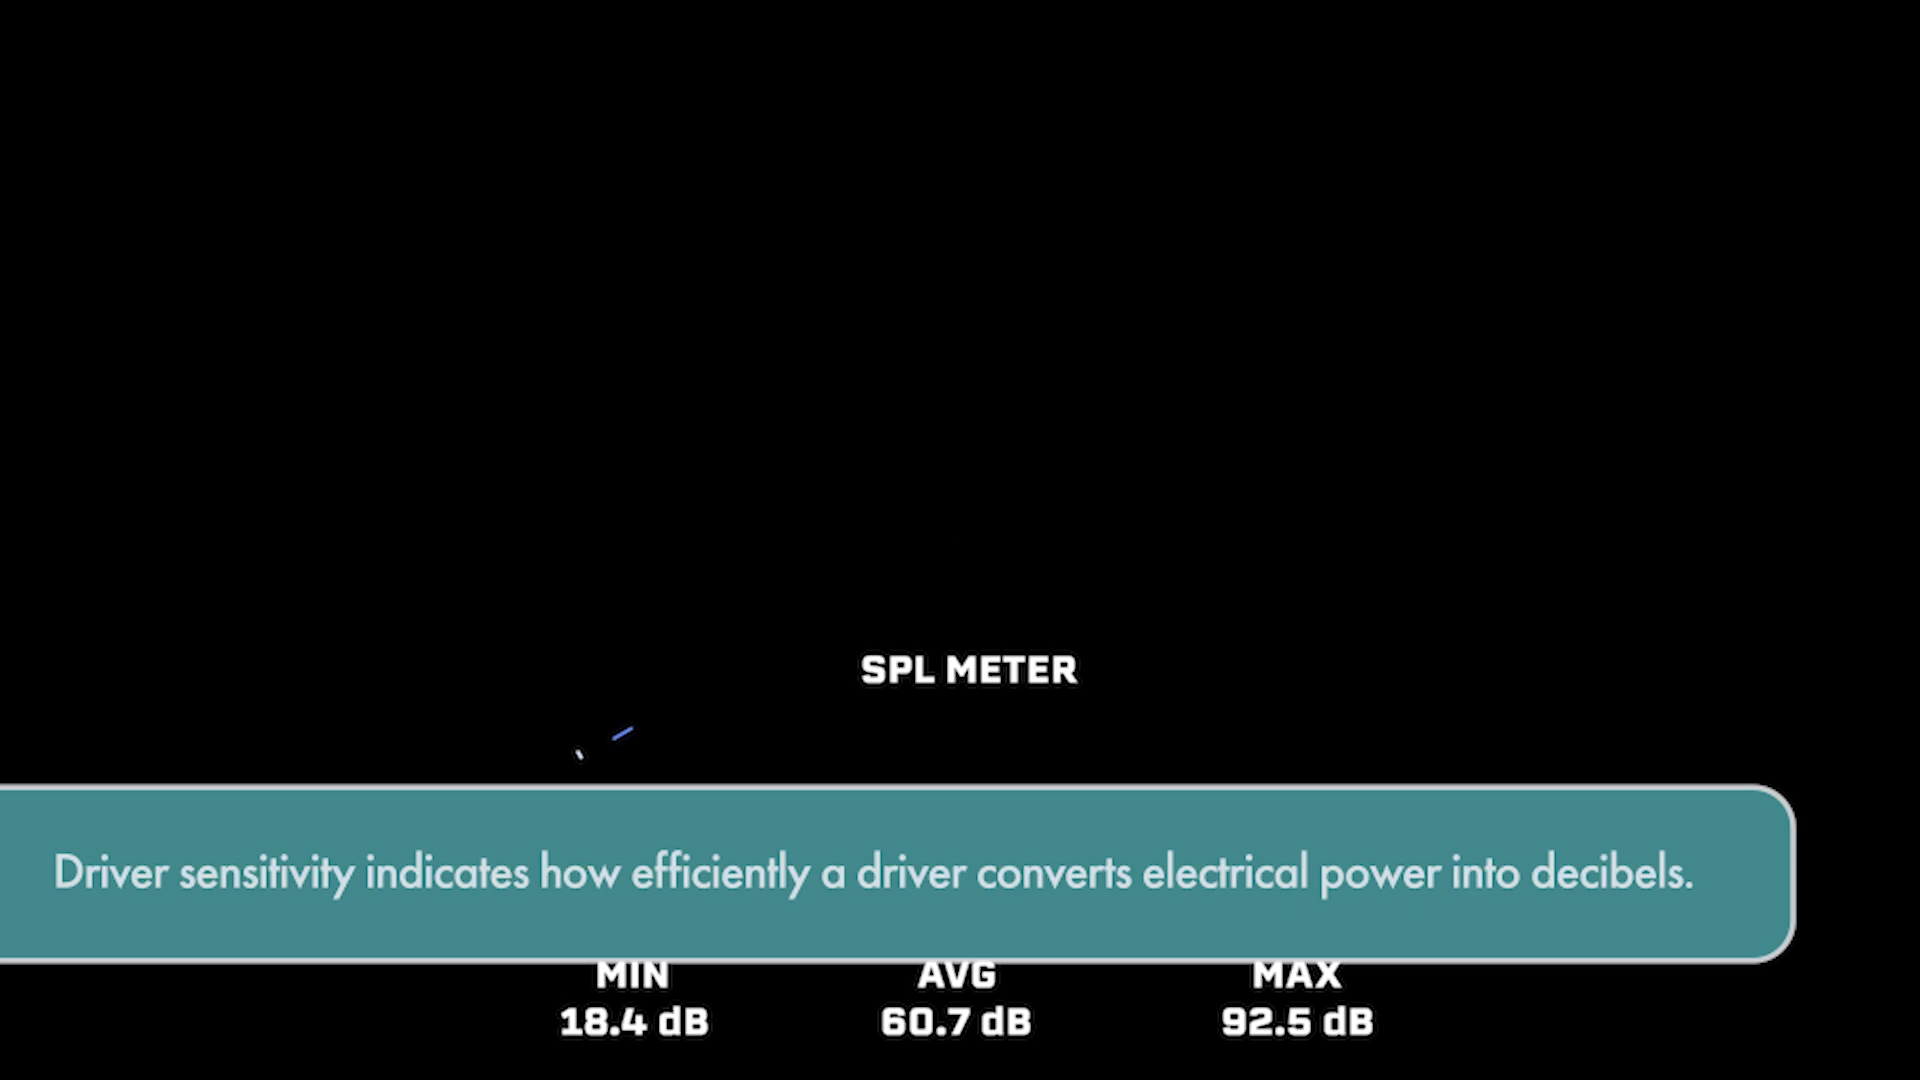 SPL METER
Driver sensitivity indicates how efficiently a driver converts electrical power into decibels.
MIN AVG MAX
18.4 dB 60.7 dB 92.5 dB